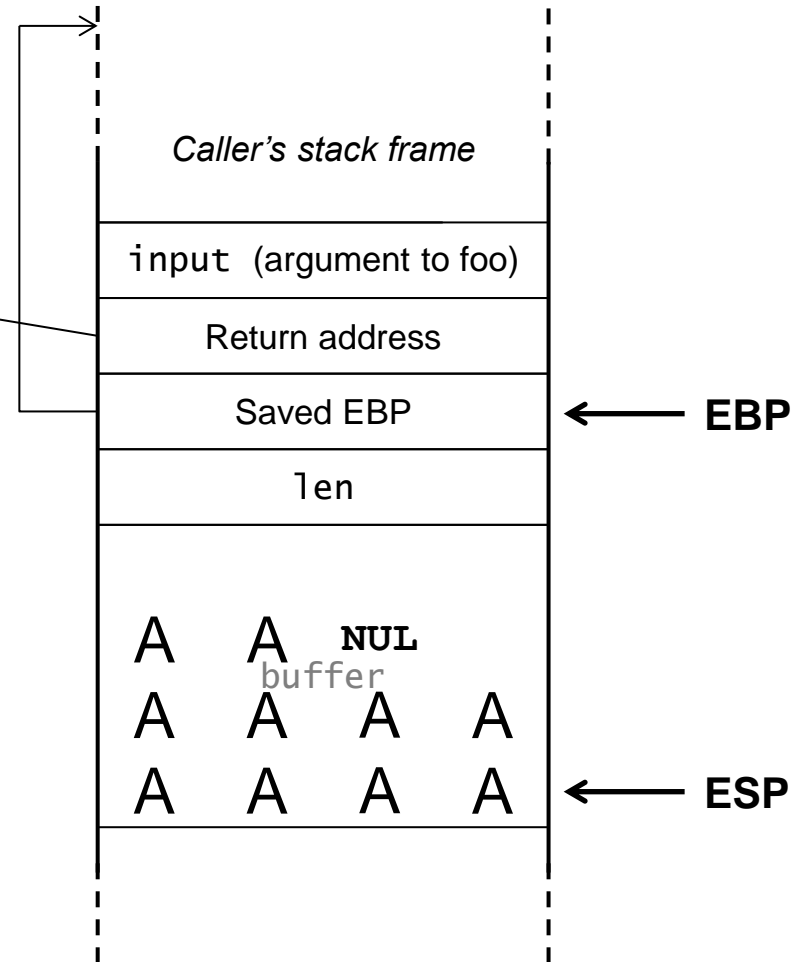 Caller’s stack frame
input (argument to foo)
Return address
Saved EBP
EBP
len
A A NUL
buffer
A A A A
A A A A
ESP